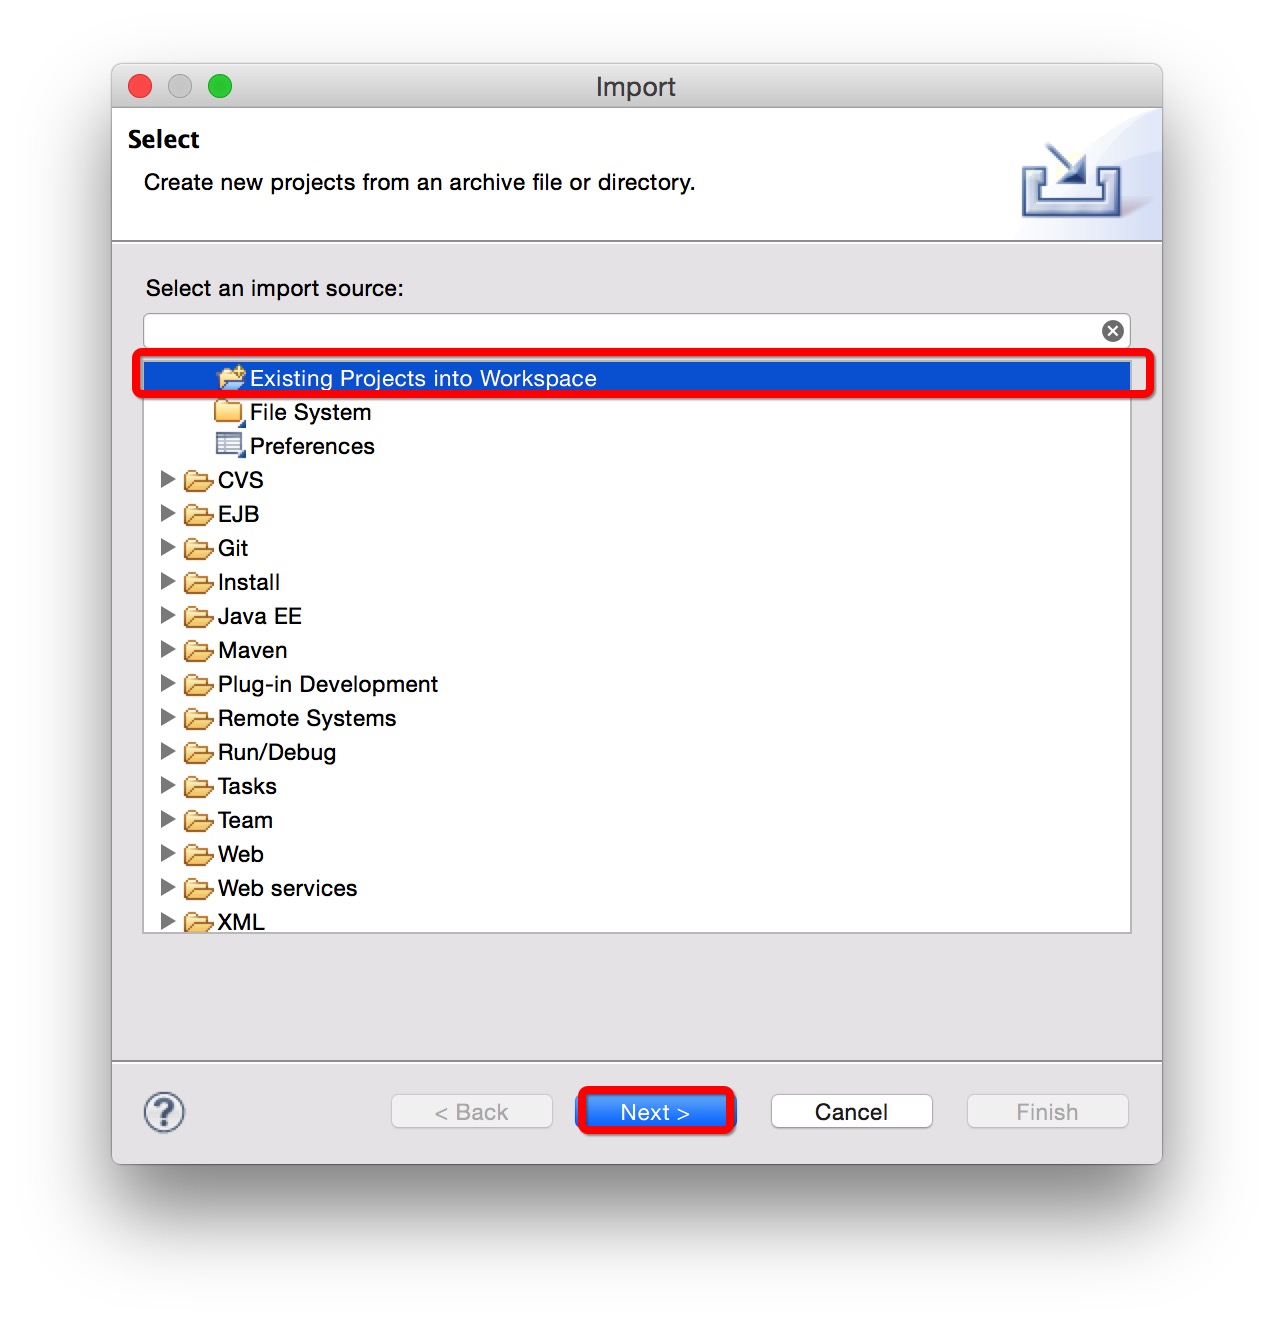 Import
Select
Create new projects from an archive file or directory.
Select an import source:
Existing Projects into Workspace
File System
Preferences
CVS
EJB
Git
Install
Java EE
Maven
Plug-in Development
Remote Systems
Run/Debug
Tasks
Team
Web
Web services
XML
?
< Back
Next >
Cancel
Finish